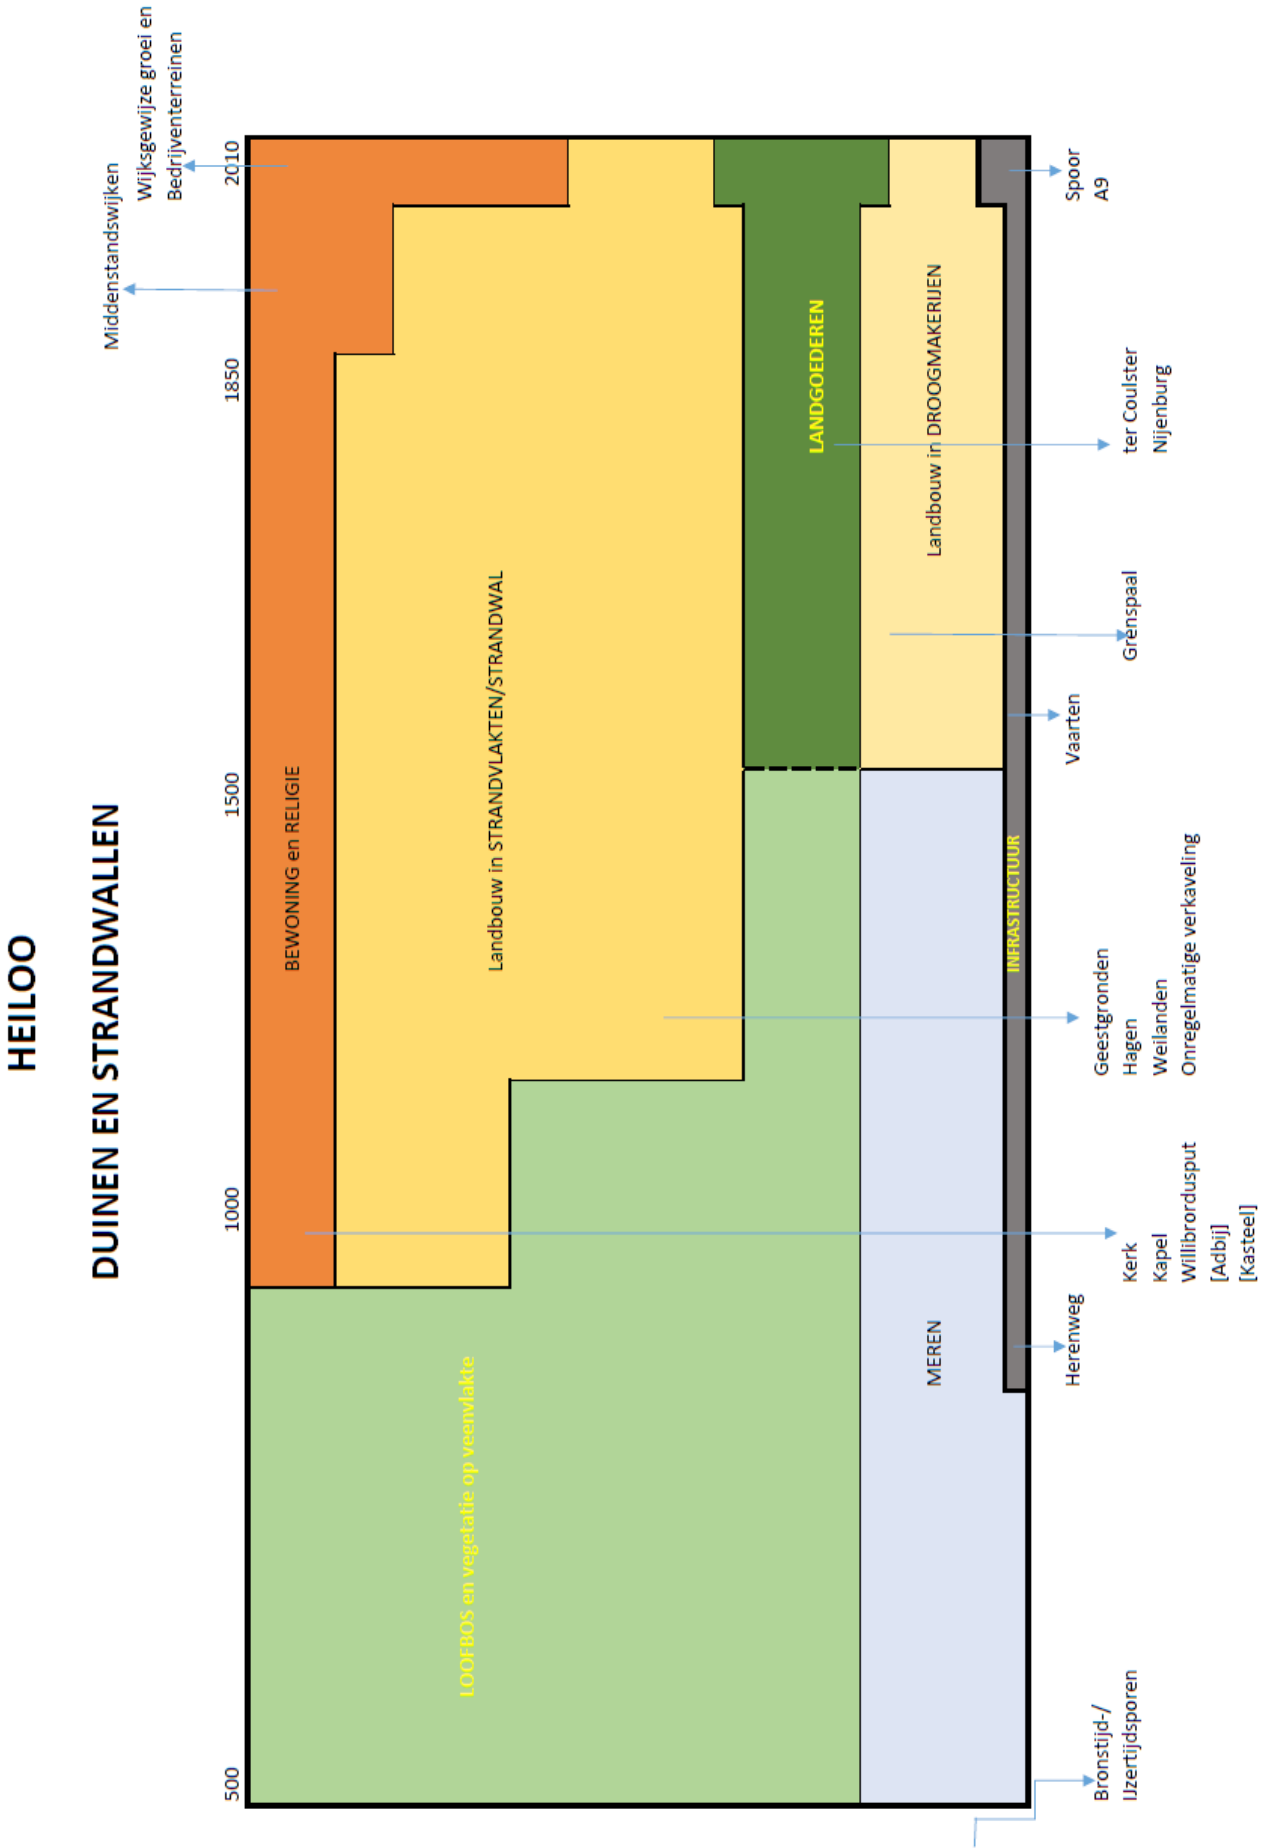 HEILOO
DUINEN EN STRANDWALLEN
Middenstandswijken
Wijksgewijze groei en
Bedrijventerreinen
500
1000
1500
1850
2010
BEWONING en RELIGIE
LOOFBOS en vegetatie op veenvlakte
Landbouw in STRANDVLAKTEN/STRANDWAL
LANDGOEDEREN
MEREN
Landbouw in DROOGMAKERIJEN
INFRASTRUCTUUR
Bronstijd-/
IJzertijdsporen
Herenweg
Kerk
Kapel
Willibrordusput
[Adbij]
[Kasteel]
Geestgronden
Hagen
Weilanden
Onregelmatige verkaveling
Vaarten
Grenspaal
ter Coulster
Nijenburg
Spoor
A9